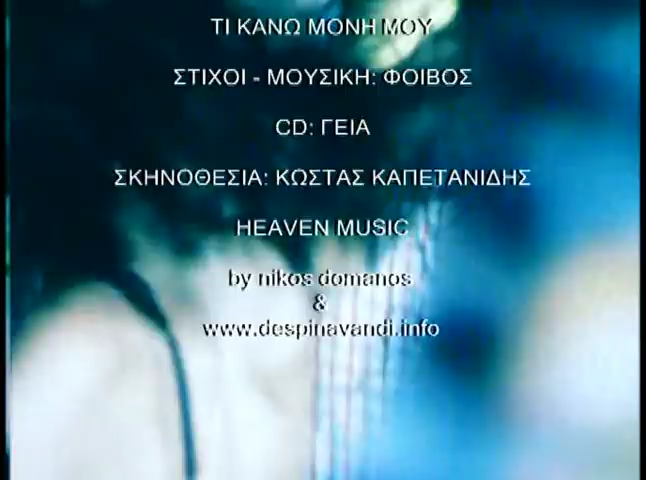 ΤΙ ΚΑΝΩ ΜΟΝΗ ΜΟΥ
ΣΤΙΧΟΙ - ΜΟΥΣΙΚΗ: ΦΟΙΒΟΣ
CD: ΓΕΙΑ
ΣΚΗΝΟΘΕΣΙΑ: ΚΩΣΤΑΣ ΚΑΠΕΤΑΝΙΔΗΣ
HEAVEN MUSIC
by nikos domanos
&
www.despinavandi.info